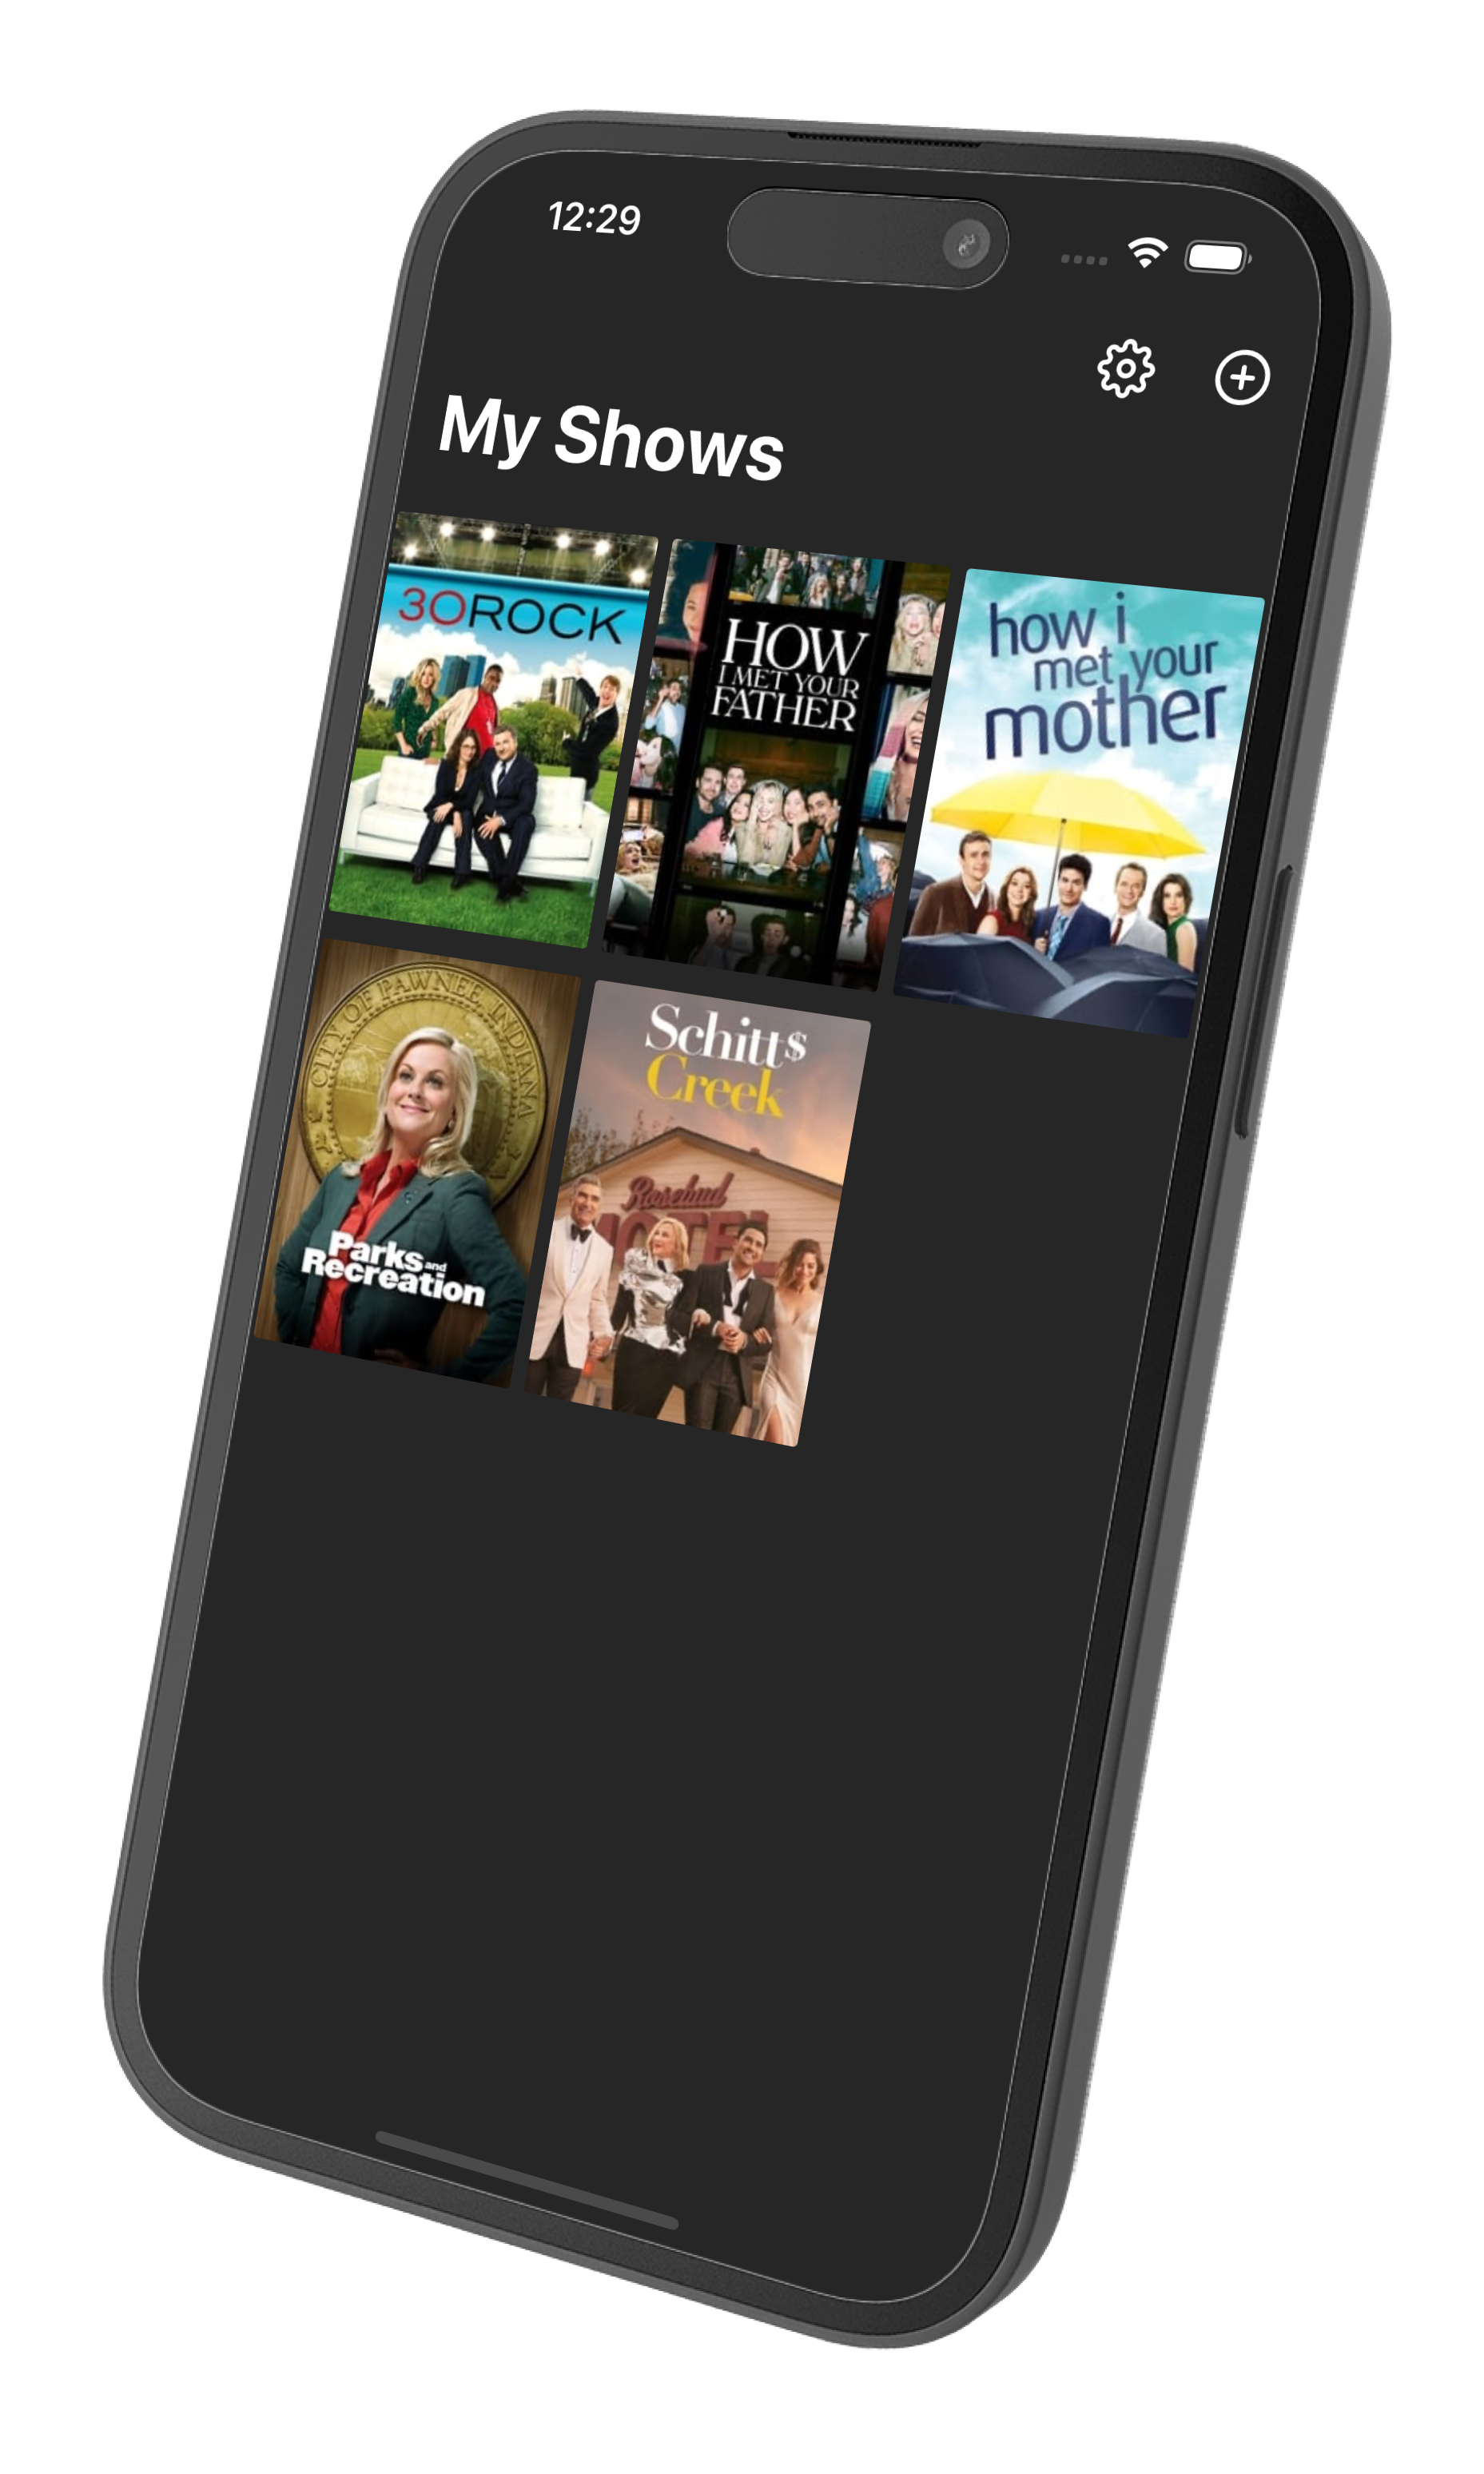 12:29
My Shows
30ROCK
HOW
I MET YOUR
FATHER
how i
met your
mother
CITY OF PAWNEE, INDIANA
Parks and
Recreation
Schitt$
Creek
Rosebud
MOTEL